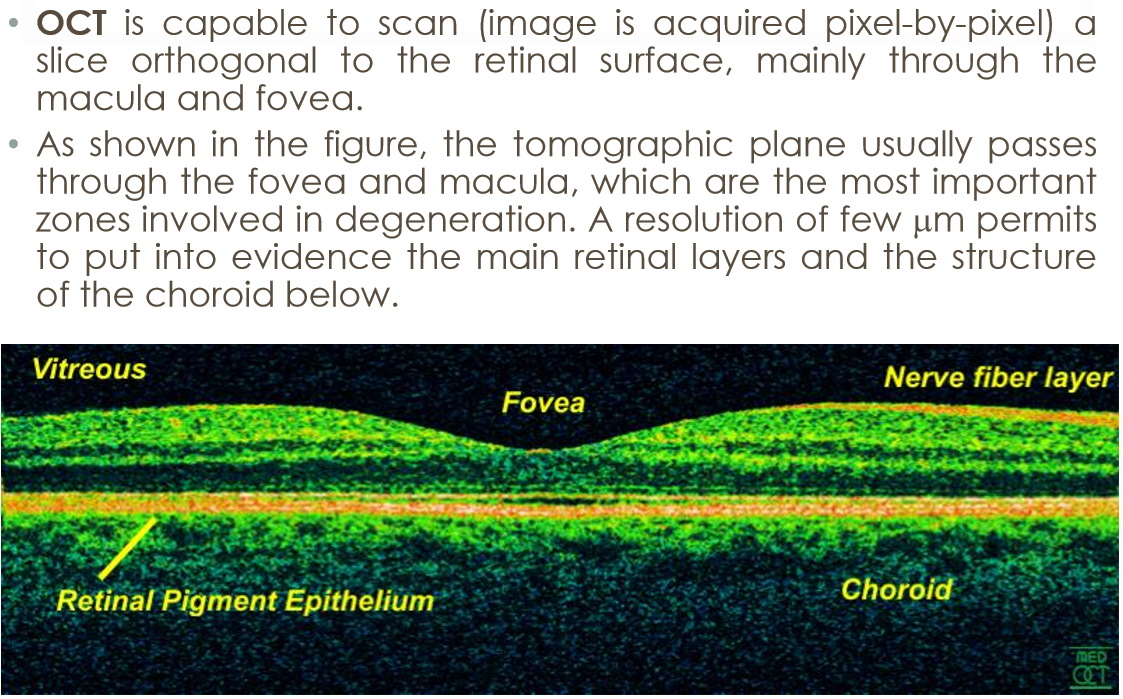 • OCT is capable to scan (image is acquired pixel-by-pixel) a
slice orthogonal to the retinal surface, mainly through the
macula and fovea.
• As shown in the figure, the tomographic plane usually passes
through the fovea and macula, which are the most important
zones involved in degeneration. A resolution of few μm permits
to put into evidence the main retinal layers and the structure
of the choroid below.
Vitreous
Nerve fiber layer
Fovea
Choroid
Retinal Pigment Epithelium
MED
OCT